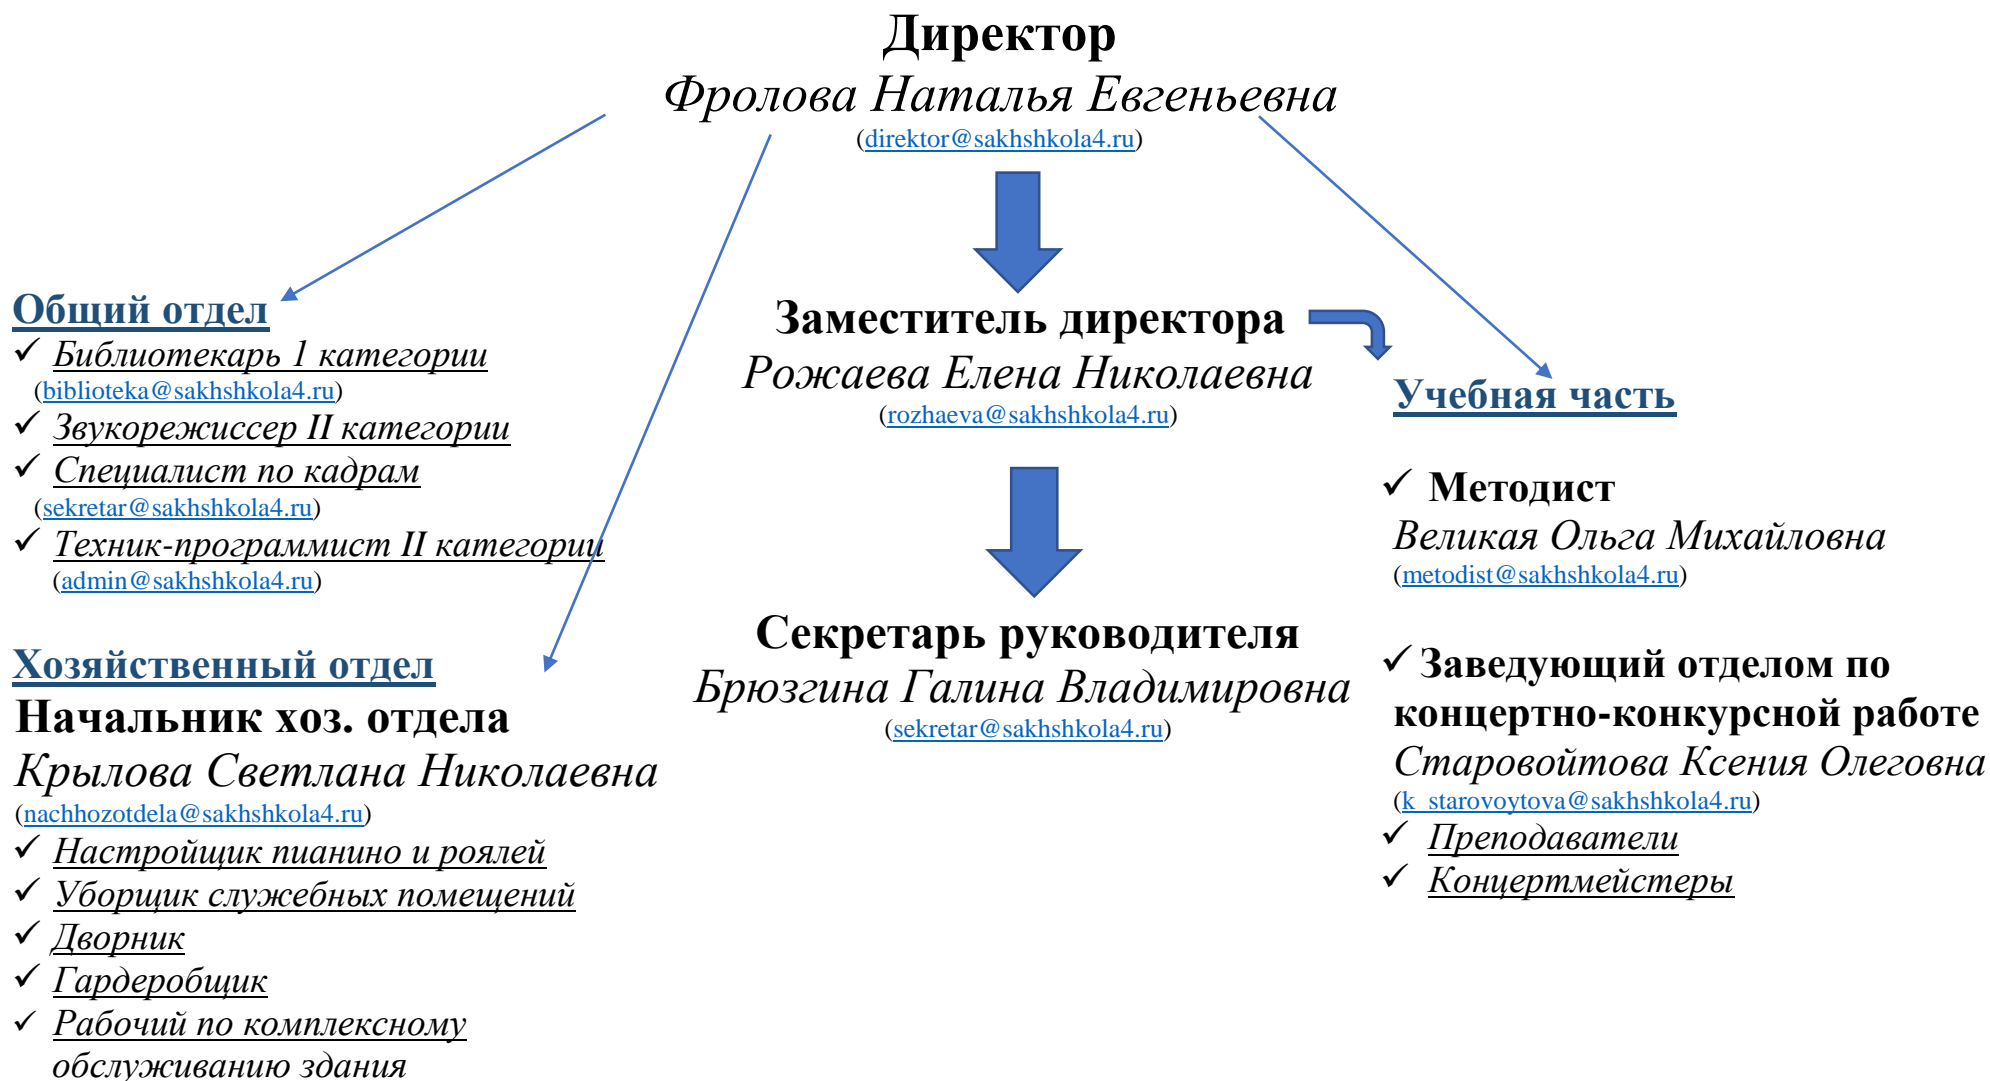 Директор
Фролова Наталья Евгеньевна
(direktor@sakhshkola4.ru)
Общий отдел
✓ Библиотекарь 1 категории
(biblioteka@sakhshkola4.ru)
✓ Звукорежиссер II категории
✓ Специалист по кадрам
(sekretar@sakhshkola4.ru)
✓ Техник-программист II категории
(admin@sakhshkola4.ru)
Хозяйственный отдел
Начальник хоз. отдела
Крылова Светлана Николаевна
(nachhozotdela@sakhshkola4.ru)
✓ Настройщик пианино и роялей
✓ Уборщик служебных помещений
✓ Дворник
✓ Гардеробщик
✓ Рабочий по комплексному
обслуживанию здания
Заместитель директора
Рожаева Елена Николаевна
(rozhaeva@sakhshkola4.ru)
Секретарь руководителя
Брюзгина Галина Владимировна
(sekretar@sakhshkola4.ru)
Учебная часть
✓ Методист
Великая Ольга Михайловна
(metodist@sakhshkola4.ru)
✓ Заведующий отделом по
концертно-конкурсной работе
Старовойтова Ксения Олеговна
(k_starovoytova@sakhshkola4.ru)
✓ Преподаватели
✓ Концертмейстеры